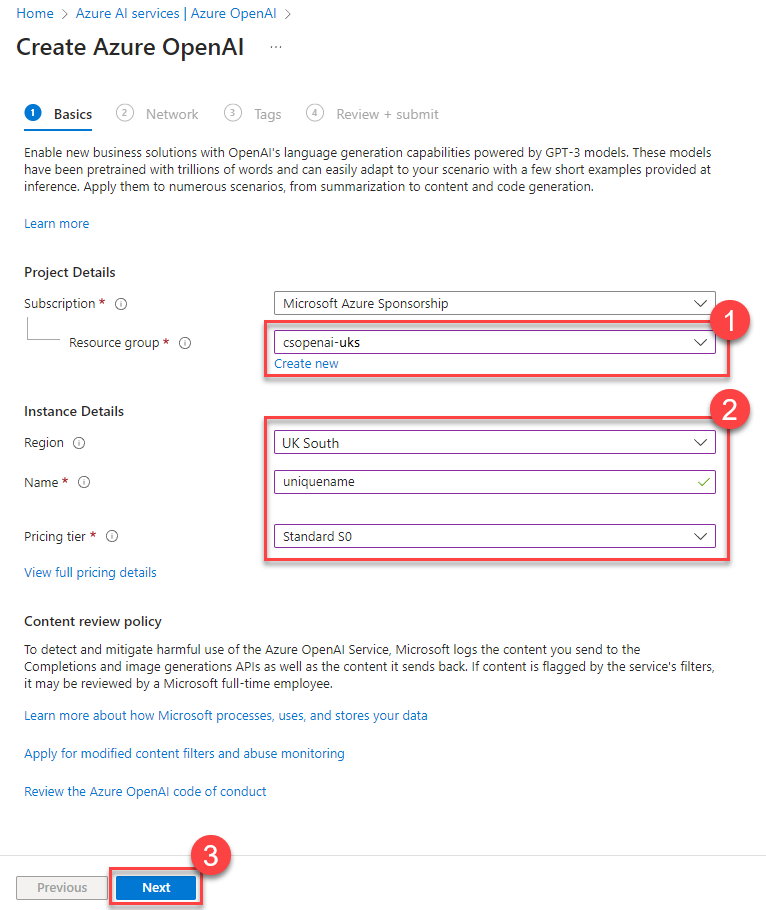 Home > Azure AI services | Azure OpenAI >
Create Azure OpenAI ...
1 Basics 2 Network 3 Tags 4 Review + submit
Enable new business solutions with OpenAI's language generation capabilities powered by GPT-3 models. These models
have been pretrained with trillions of words and can easily adapt to your scenario with a few short examples provided at
inference. Apply them to numerous scenarios, from summarization to content and code generation.
Learn more
Project Details
Subscription * Microsoft Azure Sponsorship
1
Resource group * csopenai-uks
Create new
Instance Details
2
Region UK South
Name * uniquename
Pricing tier * Standard S0
View full pricing details
Content review policy
To detect and mitigate harmful use of the Azure OpenAI Service, Microsoft logs the content you send to the
Completions and image generations APIs as well as the content it sends back. If content is flagged by the service's filters,
it may be reviewed by a Microsoft full-time employee.
Learn more about how Microsoft processes, uses, and stores your data
Apply for modified content filters and abuse monitoring
Review the Azure OpenAI code of conduct
3
Previous Next